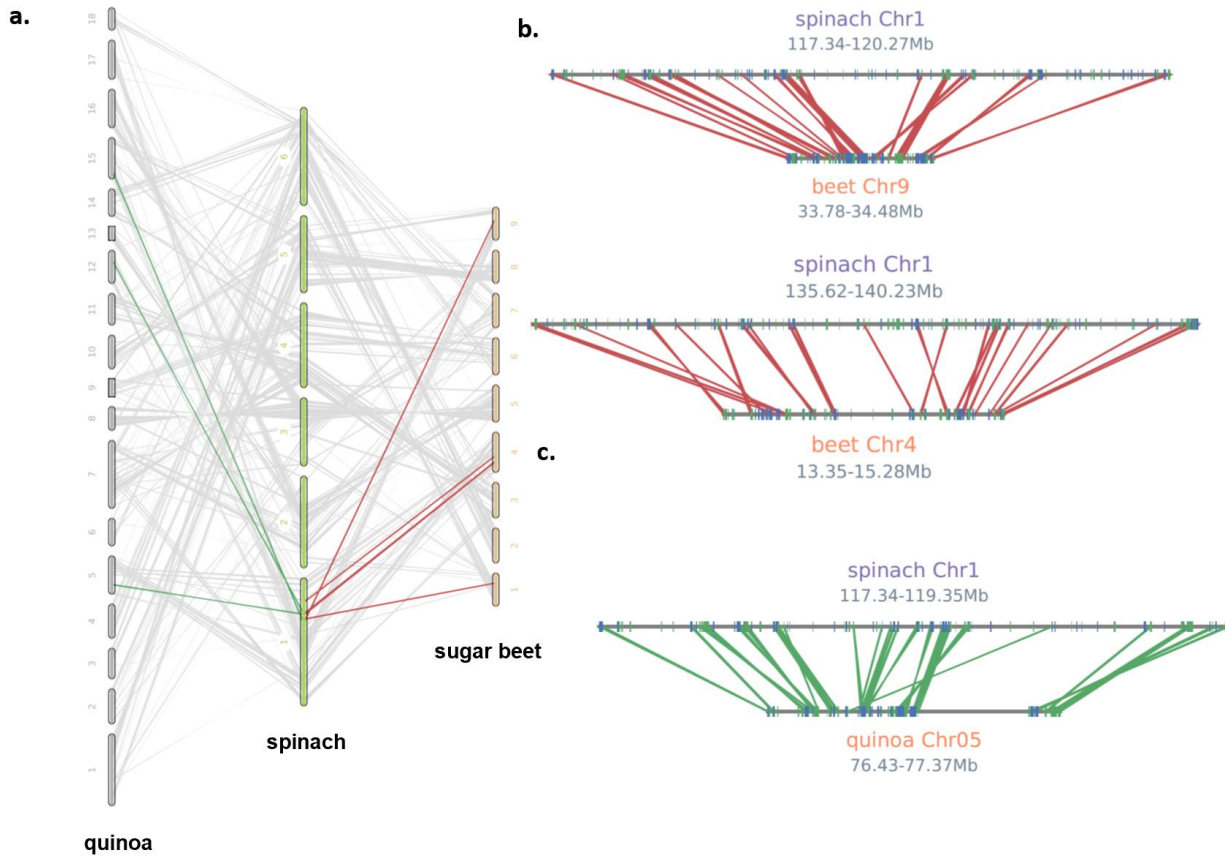 a.
18
17
16
15
14
13
12
11
10
9
8
7
6
5
4
3
2
1
quinoa
6
5
4
3
2
1
spinach
9
8
7
6
5
4
3
2
1
sugar beet
b.
spinach Chr1
117.34-120.27Mb
beet Chr9
33.78-34.48Mb
spinach Chr1
135.62-140.23Mb
beet Chr4
13.35-15.28Mb
c.
spinach Chr1
117.34-119.35Mb
quinoa Chr05
76.43-77.37Mb